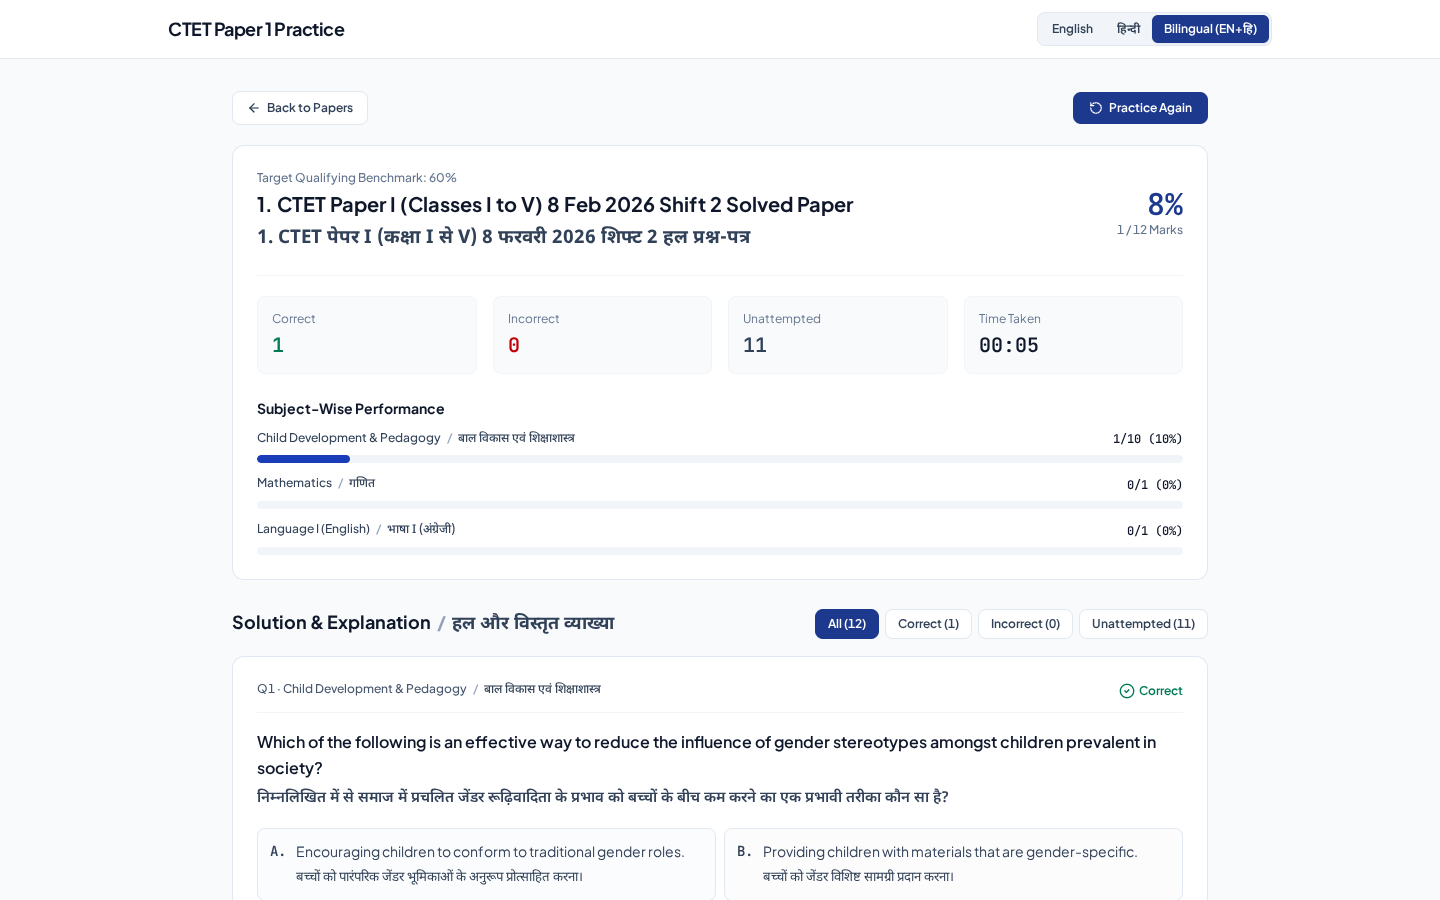 CTET Paper 1 Practice
English
हिन्दी
Bilingual (EN+हि)
Back to Papers
Practice Again
Target Qualifying Benchmark: 60%
1. CTET Paper I (Classes I to V) 8 Feb 2026 Shift 2 Solved Paper
1. CTET पेपर I (कक्षा I से V) 8 फरवरी 2026 शिफ्ट 2 हल प्रश्न-पत्र
8%
1 / 12 Marks
Correct
1
Incorrect
0
Unattempted
11
Time Taken
00:05
Subject-Wise Performance
Child Development & Pedagogy / बाल विकास एवं शिक्षाशास्त्र
1/10 (10%)
Mathematics / गणित
0/1 (0%)
Language I (English) / भाषा I (अंग्रेजी)
0/1 (0%)
Solution & Explanation / हल और विस्तृत व्याख्या
All (12)
Correct (1)
Incorrect (0)
Unattempted (11)
Q1 · Child Development & Pedagogy / बाल विकास एवं शिक्षाशास्त्र
Correct
Which of the following is an effective way to reduce the influence of gender stereotypes amongst children prevalent in
society?
निम्नलिखित में से समाज में प्रचलित जेंडर रूढ़िवादिता के प्रभाव को बच्चों के बीच कम करने का एक प्रभावी तरीका कौन सा है?
A. Encouraging children to conform to traditional gender roles.
बच्चों को पारंपरिक जेंडर भूमिकाओं के अनुरूप प्रोत्साहित करना।
B. Providing children with materials that are gender-specific.
बच्चों को जेंडर विशिष्ट सामग्री प्रदान करना।